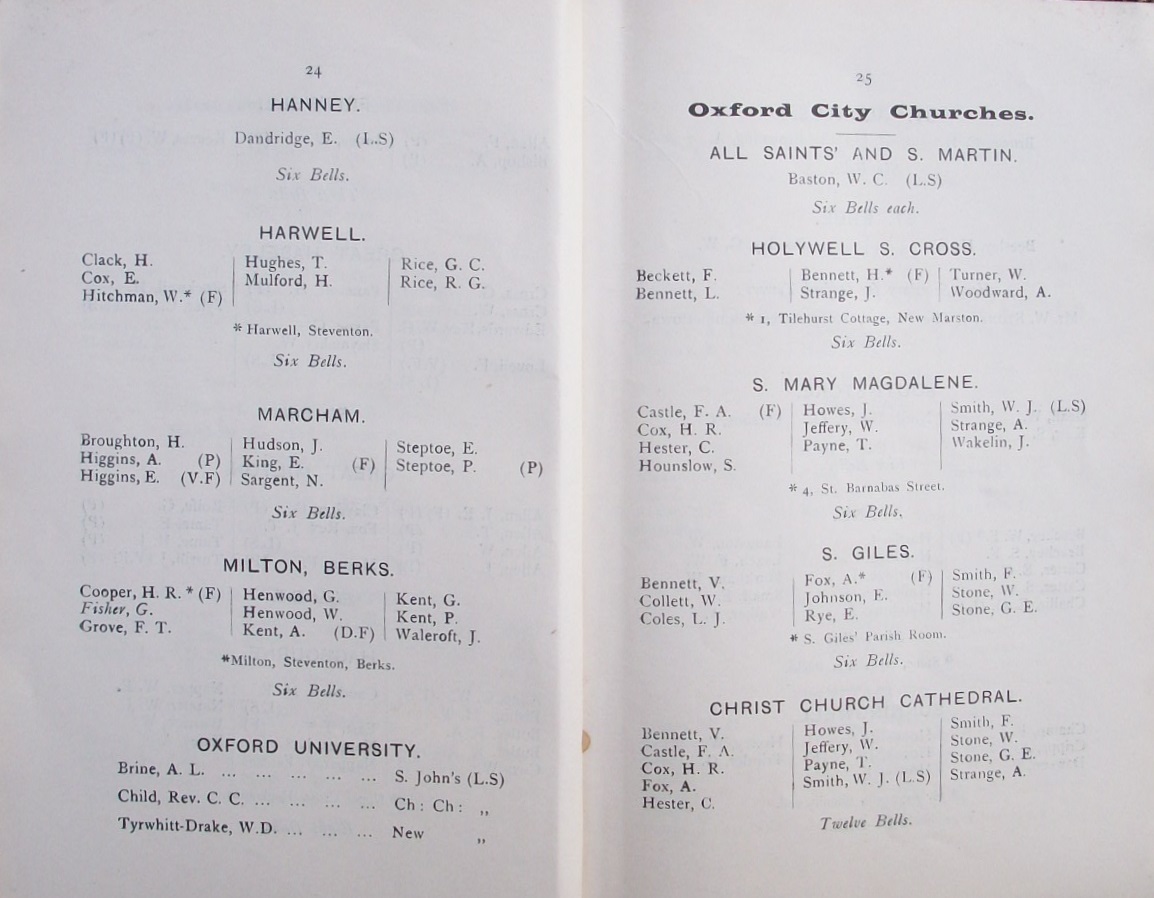 24
HANNEY.
Dandridge, E. (L.S)
Six Bells.
HARWELL.
Clack, H. Hughes, T. Rice, G. C.
Cox, E. Mulford, H. Rice, R. G.
Hitchman, W.* (F)
* Harwell, Steventon.
Six Bells.
MARCHAM.
Broughton, H. Hudson, J. Steptoe, E.
Higgins, A. (P) King, E. (F) Steptoe, P. (P)
Higgins, E. (V.F) Sargent, N.
Six Bells.
MILTON, BERKS.
Cooper, H. R. * (F) Henwood, G. Kent, G.
Fisher, G. Henwood, W. Kent, P.
Grove, F. T. Kent, A. (D.F) Waleroft, J.
*Milton, Steventon, Berks.
Six Bells.
OXFORD UNIVERSITY.
Brine, A. L. ... ... ... ... ... S. John's (L.S)
Child, Rev. C. C. ... ... ... ... Ch: Ch: „
Tyrwhitt-Drake, W.D. ... ... ... New „
25
Oxford City Churches.
ALL SAINTS' AND S. MARTIN.
Baston, W. C. (L.S)
Six Bells each.
HOLYWELL S. CROSS.
Beckett, F. Bennett, H.* (F) Turner, W.
Bennett, L. Strange, J. Woodward, A.
* 1, Tilehurst Cottage, New Marston.
Six Bells.
S. MARY MAGDALENE.
Castle, F. A. (F) Howes, J. Smith, W. J. (L.S)
Cox, H. R. Jeffery, W. Strange, A.
Hester, C. Payne, T. Wakelin, J.
Hounslow, S.
* 4, St. Barnabas Street.
Six Bells.
S. GILES.
Bennett, V. Fox, A.* (F) Smith, F.
Collett, W. Johnson, E. Stone, W.
Coles, L. J. Rye, E. Stone, G. E.
* S. Giles' Parish Room.
Six Bells.
CHRIST CHURCH CATHEDRAL.
Bennett, V. Howes, J. Smith, F.
Castle, F. A. Jeffery, W. Stone, W.
Cox, H. R. Payne, T. Stone, G. E.
Fox, A. Smith, W. J. (L.S) Strange, A.
Hester, C.
Twelve Bells.